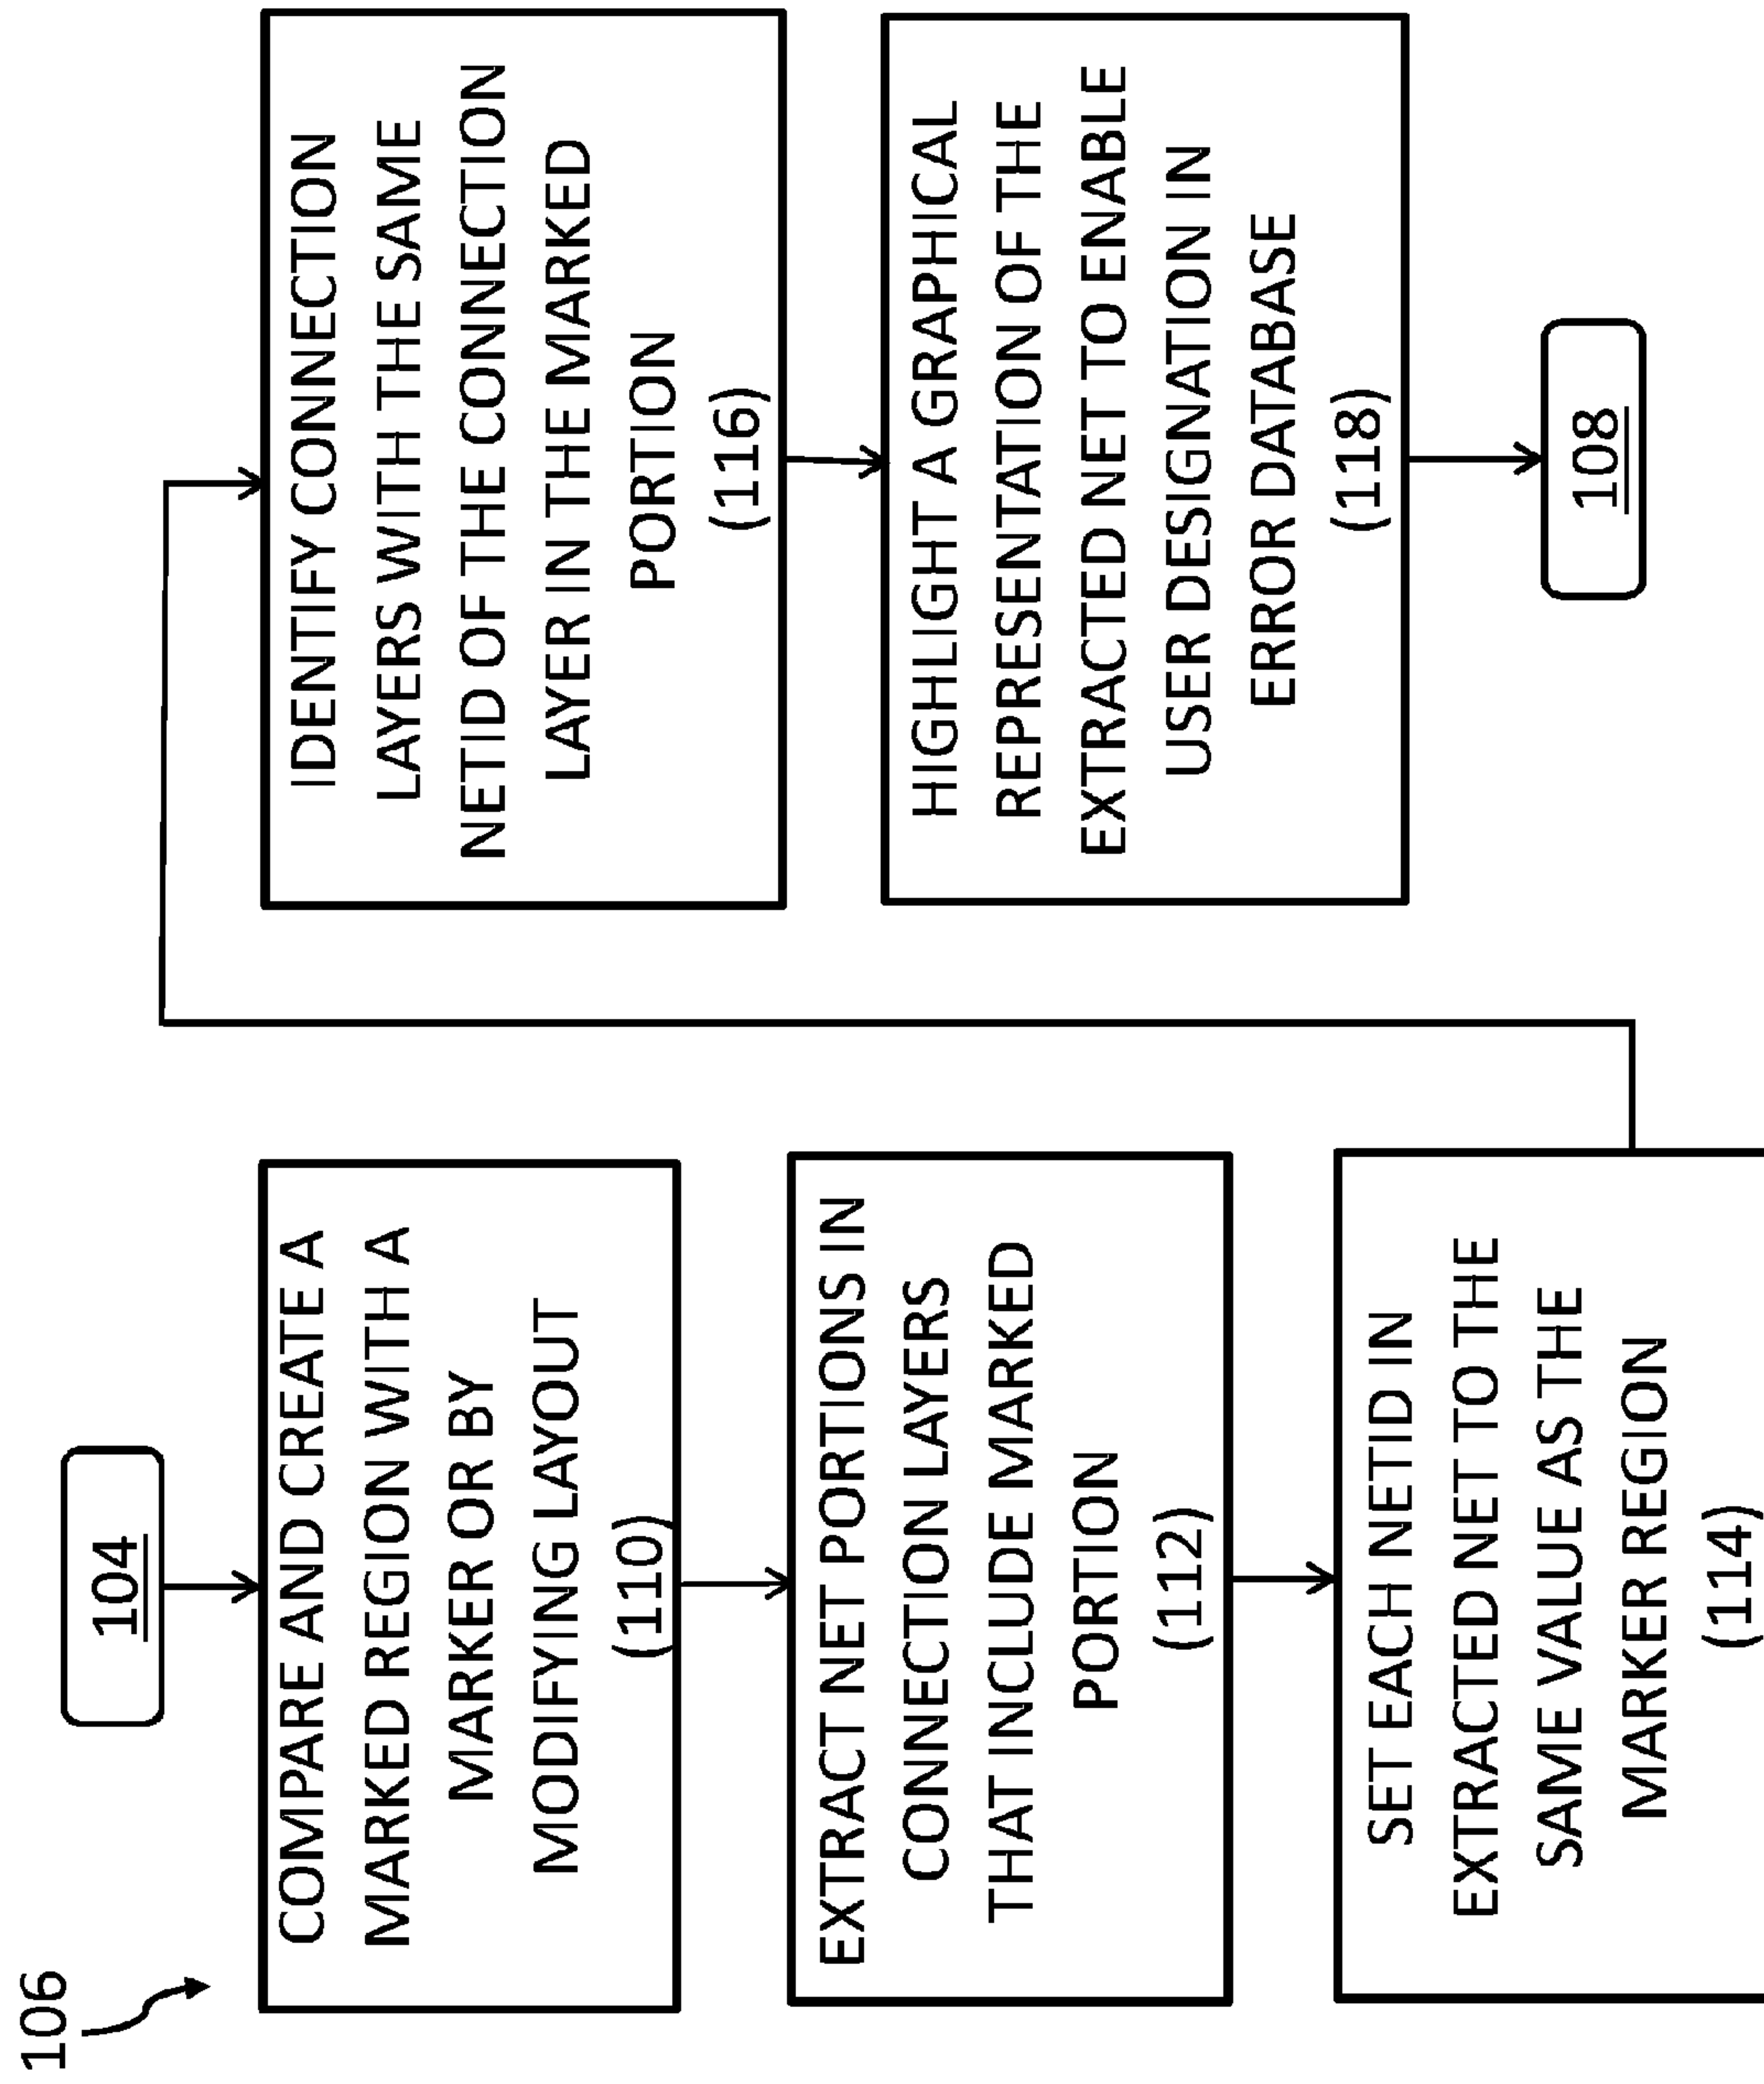 106
104
COMPARE AND CREATE A
MARKED REGION WITH A
MARKER OR BY
MODIFYING LAYOUT
(110)
EXTRACT NET PORTIONS IN
CONNECTION LAYERS
THAT INCLUDE MARKED
PORTION
(112)
SET EACH NETID IN
EXTRACTED NET TO THE
SAME VALUE AS THE
MARKER REGION
(114)
IDENTIFY CONNECTION
LAYERS WITH THE SAME
NETID OF THE CONNECTION
LAYER IN THE MARKED
PORTION
(116)
HIGHLIGHT A GRAPHICAL
REPRESENTATION OF THE
EXTRACTED NET TO ENABLE
USER DESIGNATION IN
ERROR DATABASE
(118)
108